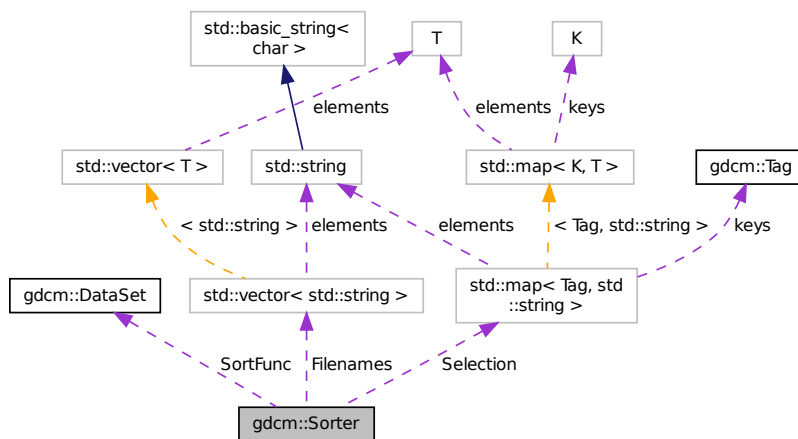 std::basic_string<
char >
T
K
elements
elements
keys
std::vector< T >
std::string
std::map< K, T >
gdcm::Tag
< std::string >
elements
elements
< Tag, std::string >
keys
gdcm::DataSet
std::vector< std::string >
std::map< Tag, std
::string >
SortFunc
Filenames
Selection
gdcm::Sorter